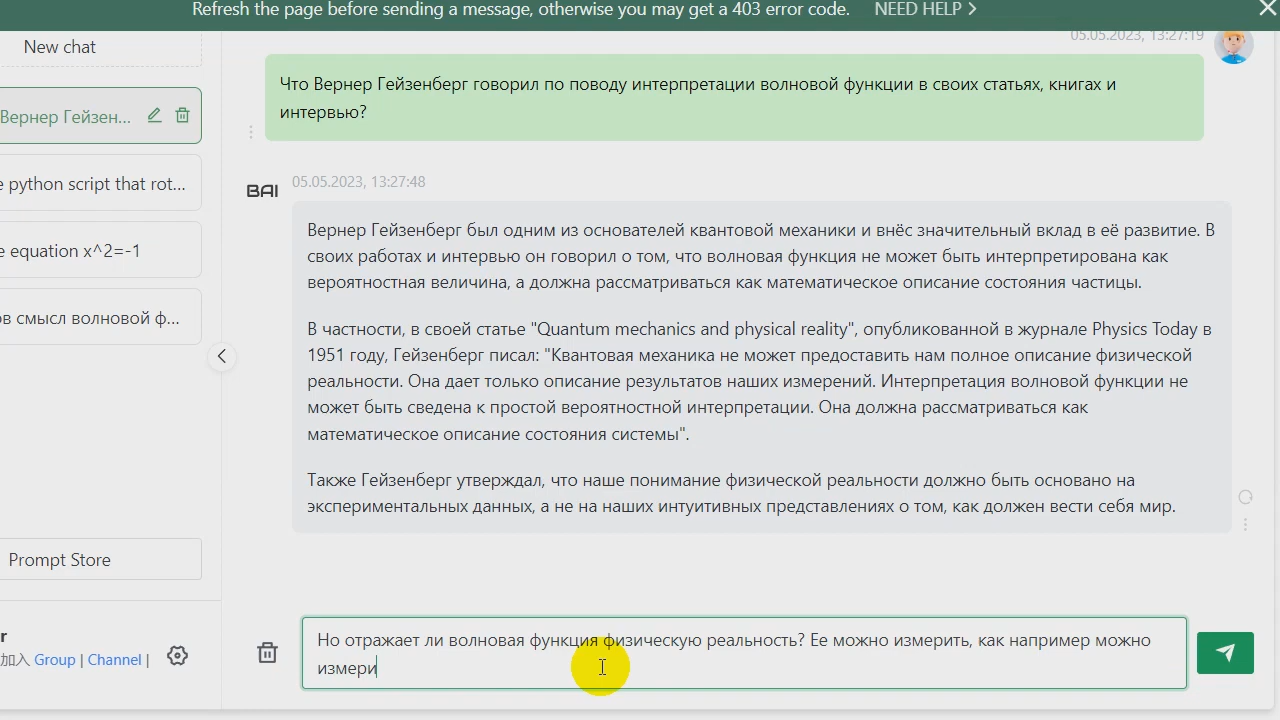 Refresh the page before sending a message, otherwise you may get a 403 error code. NEED HELP
New chat
05.05.2023, 13:27:19
Что Вернер Гейзенберг говорил по поводу интерпретации волновой функции в своих статьях, книгах и
интервью?
Вернер Гейзен...
e python script that rot...
e equation x^2=-1
ов смысл волновой ф...
BAI
05.05.2023, 13:27:48
Вернер Гейзенберг был одним из основателей квантовой механики и внёс значительный вклад в её развитие. В
своих работах и интервью он говорил о том, что волновая функция не может быть интерпретирована как
вероятностная величина, а должна рассматриваться как математическое описание состояния частицы.
В частности, в своей статье "Quantum mechanics and physical reality", опубликованной в журнале Physics Today в
1951 году, Гейзенберг писал: "Квантовая механика не может предоставить нам полное описание физической
реальности. Она дает только описание результатов наших измерений. Интерпретация волновой функции не
может быть сведена к простой вероятностной интерпретации. Она должна рассматриваться как
математическое описание состояния системы".
Также Гейзенберг утверждал, что наше понимание физической реальности должно быть основано на
экспериментальных данных, а не на наших интуитивных представлениях о том, как должен вести себя мир.
Prompt Store
r
加入 Group | Channel |
Но отражает ли волновая функция физическую реальность? Ее можно измерить, как например можно
измери